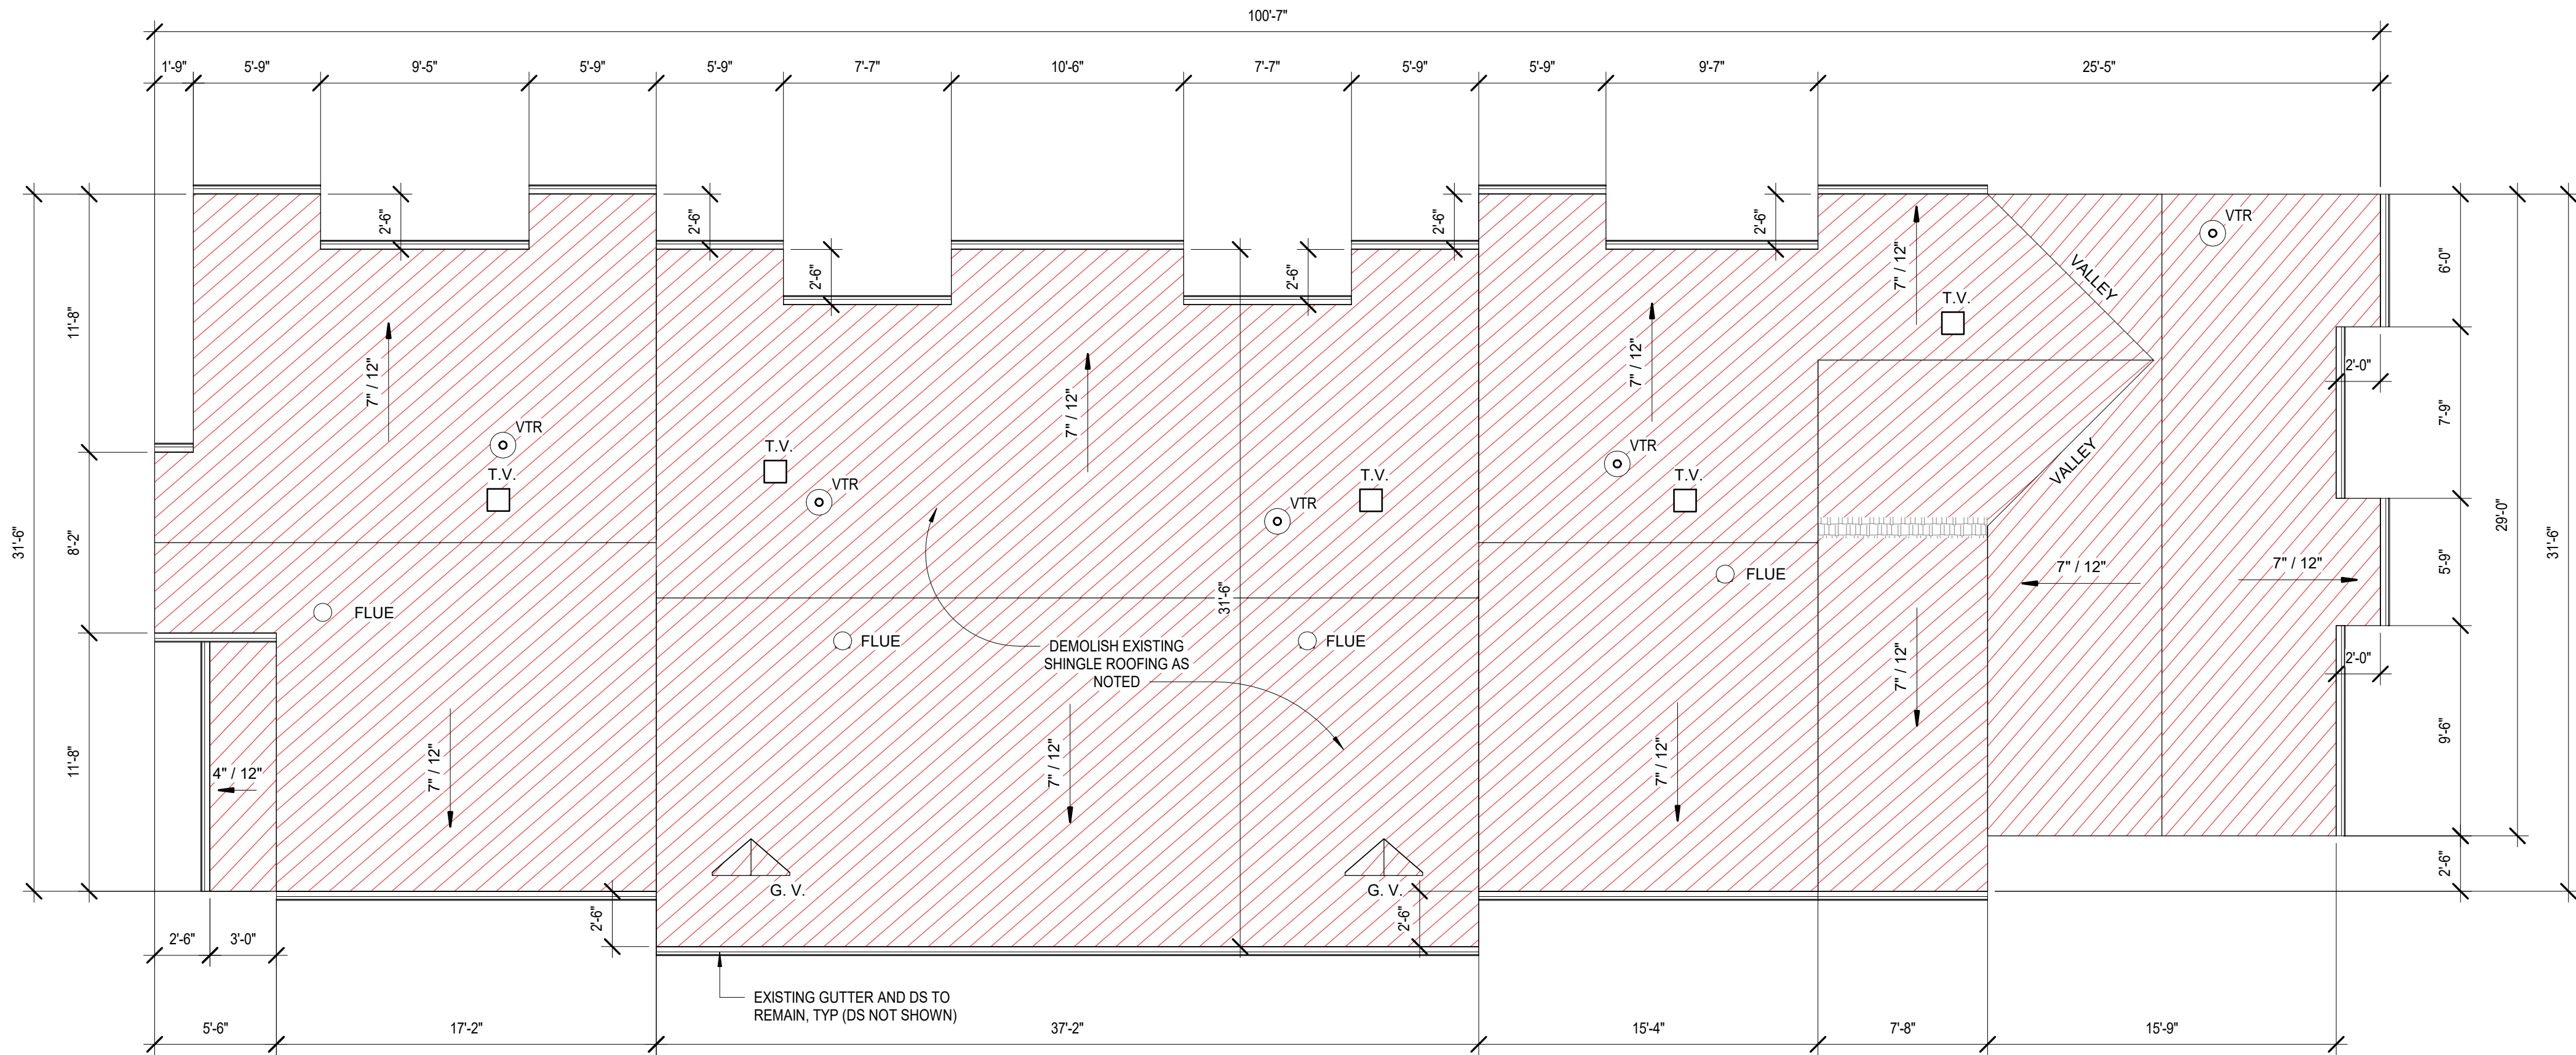 100'-7"
1'-9" 5'-9" 9'-5" 5'-9" 5'-9" 7'-7" 10'-6" 7'-7" 5'-9" 5'-9" 9'-7" 25'-5"
2'-6" 2'-6" 2'-6" 2'-6"
2'-6" 2'-6"
VTR
7" / 12"
VALLEY
6'-0"
T.V.
11'-8"
7" / 12"
7" / 12"
7" / 12"
2'-0"
7'-9"
VTR
T.V.
T.V.
VTR
T.V.
VTR
VTR
T.V.
VALLEY
31'-6"
8'-2"
29'-0"
31'-6"
5'-9"
7" / 12"
7" / 12"
FLUE
FLUE
FLUE
FLUE
31'-6"
DEMOLISH EXISTING
SHINGLE ROOFING AS
NOTED
7" / 12"
2'-0"
9'-6"
11'-8"
4" / 12"
7" / 12"
7" / 12"
7" / 12"
G. V.
G. V.
2'-6"
2'-6"
2'-6"
2'-6" 3'-0"
EXISTING GUTTER AND DS TO
REMAIN, TYP (DS NOT SHOWN)
5'-6" 17'-2" 37'-2" 15'-4" 7'-8" 15'-9"